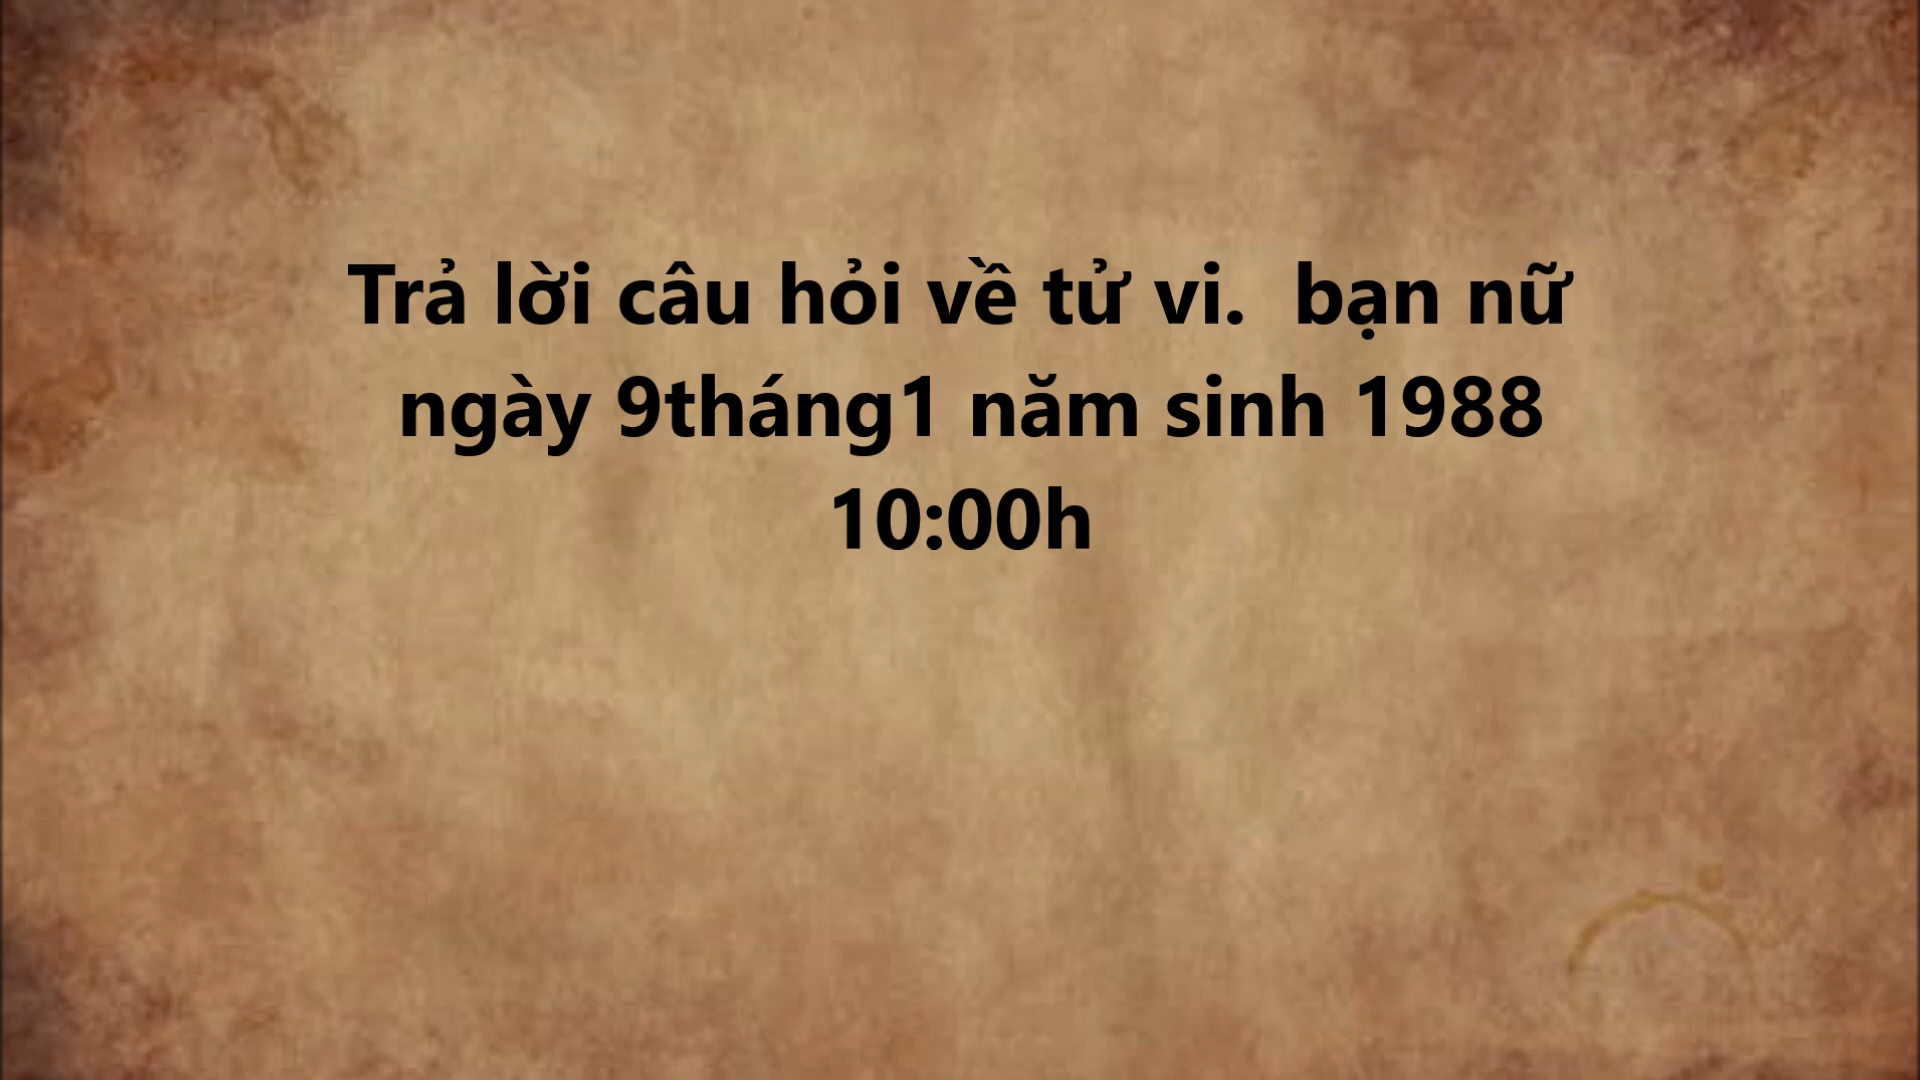 Trả lời câu hỏi về tử vi.  bạn nữ
ngày 9tháng1 năm sinh 1988
10:00h